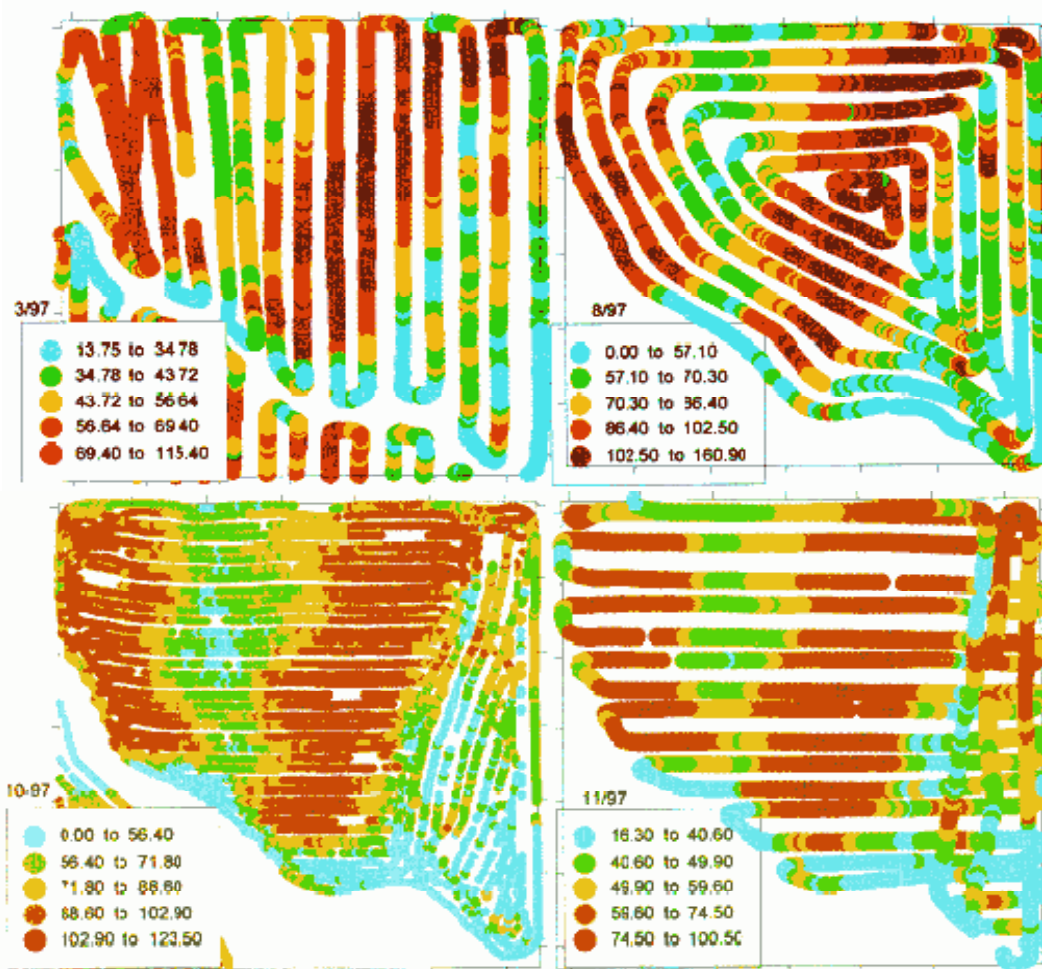 3/97
13.75 to 34.78
34.78 to 43.72
43.72 to 56.64
56.64 to 69.40
69.40 to 115.40
8/97
0.00 to 57.10
57.10 to 70.30
70.30 to 86.40
86.40 to 102.50
102.50 to 160.90
10-97
0.00 to 56.40
56.40 to 71.80
71.80 to 88.60
88.60 to 102.90
102.90 to 123.50
11/97
16.30 to 40.60
40.60 to 49.90
49.90 to 59.60
59.60 to 74.50
74.50 to 100.50